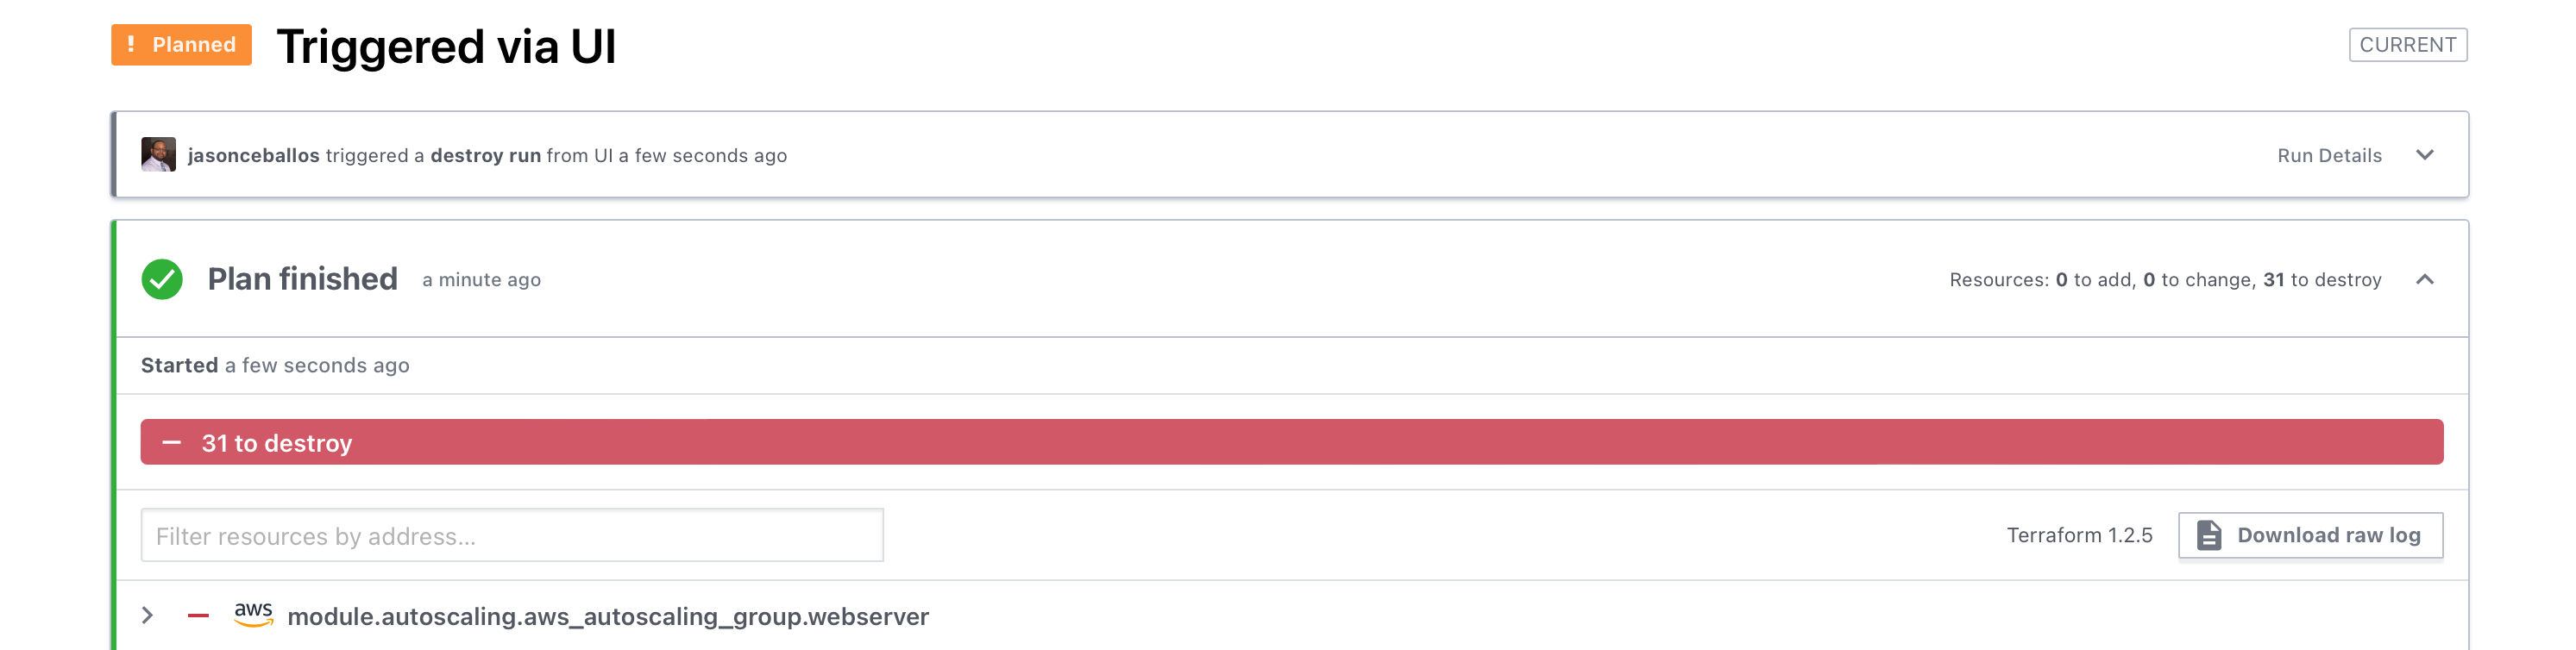 ! Planned Triggered via UI CURRENT
jasonceballos triggered a destroy run from UI a few seconds ago Run Details
Plan finished a minute ago Resources: 0 to add, 0 to change, 31 to destroy
Started a few seconds ago
31 to destroy
Filter resources by address... Terraform 1.2.5 Download raw log
aws module.autoscaling.aws_autoscaling_group.webserver